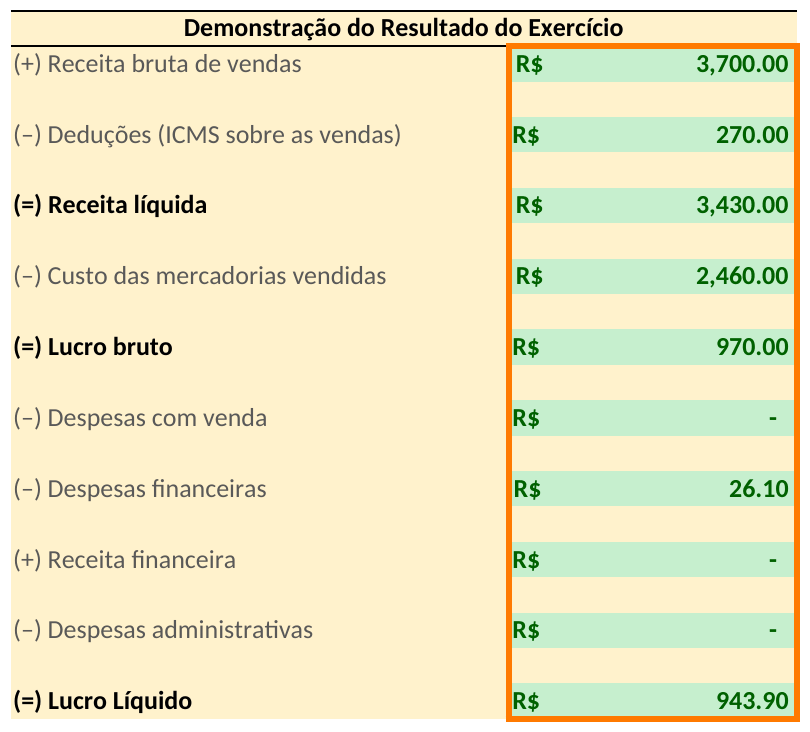 Demonstração do Resultado do Exercício
(+) Receita bruta de vendas R$ 3,700.00
(–) Deduções (ICMS sobre as vendas) R$ 270.00
(=) Receita líquida R$ 3,430.00
(–) Custo das mercadorias vendidas R$ 2,460.00
(=) Lucro bruto R$ 970.00
(–) Despesas com venda R$ -
(–) Despesas financeiras R$ 26.10
(+) Receita financeira R$ -
(–) Despesas administrativas R$ -
(=) Lucro Líquido R$ 943.90